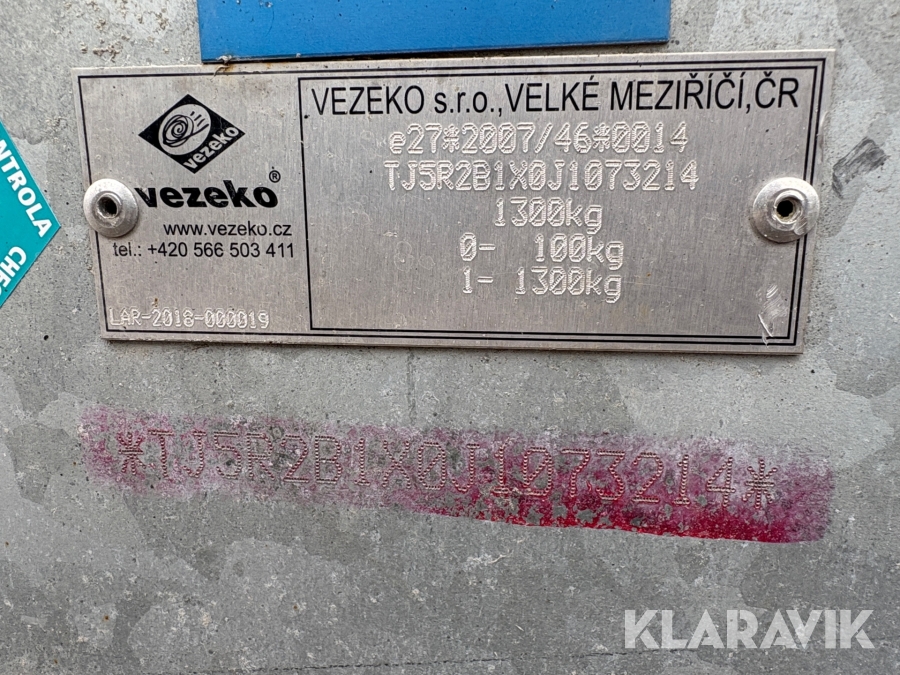 NTROLA
CHEC
vezeko
vezeko®
www.vezeko.cz
tel.: +420 566 503 411
LAR-2018-000019
VEZEKO s.r.o., VELKÉ MEZIŘÍČÍ, ČR
e27*2007/46*0014
TJ5R2B1X0J1073214
1300kg
0- 100kg
1- 1300kg
*TJ5R2B1X0J1073214*
KLARAVIK